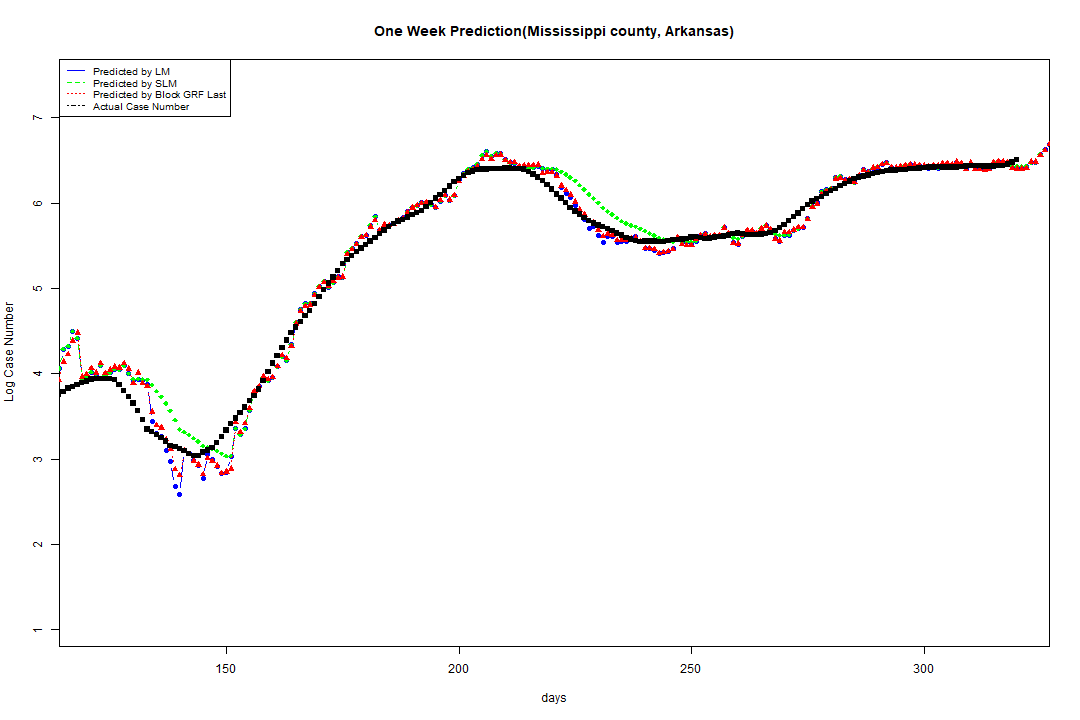 One Week Prediction(Mississippi county, Arkansas)
Predicted by LM
Predicted by SLM
Predicted by Block GRF Last
Actual Case Number
7
6
5
4
3
2
1
Log Case Number
150 200 250 300
days